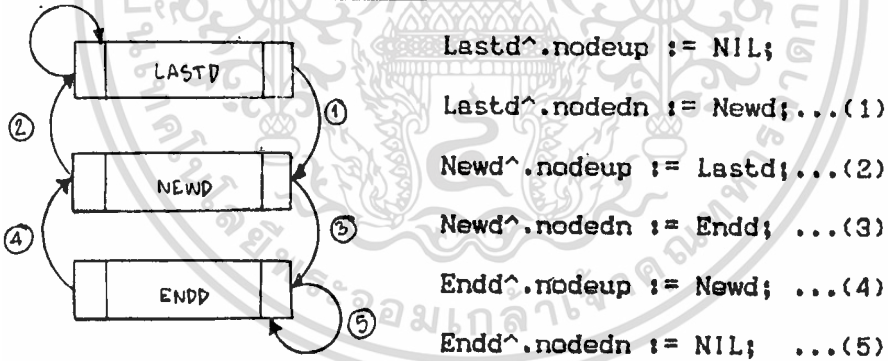 LASTD
NEWD
ENDD
①
②
③
④
⑤
Lastd^.nodeup := NIL;
Lastd^.nodedn := Newd;...(1)
Newd^.nodeup := Lastd;...(2)
Newd^.nodedn := Endd; ...(3)
Endd^.nodeup := Newd; ...(4)
Endd^.nodedn := NIL; ...(5)